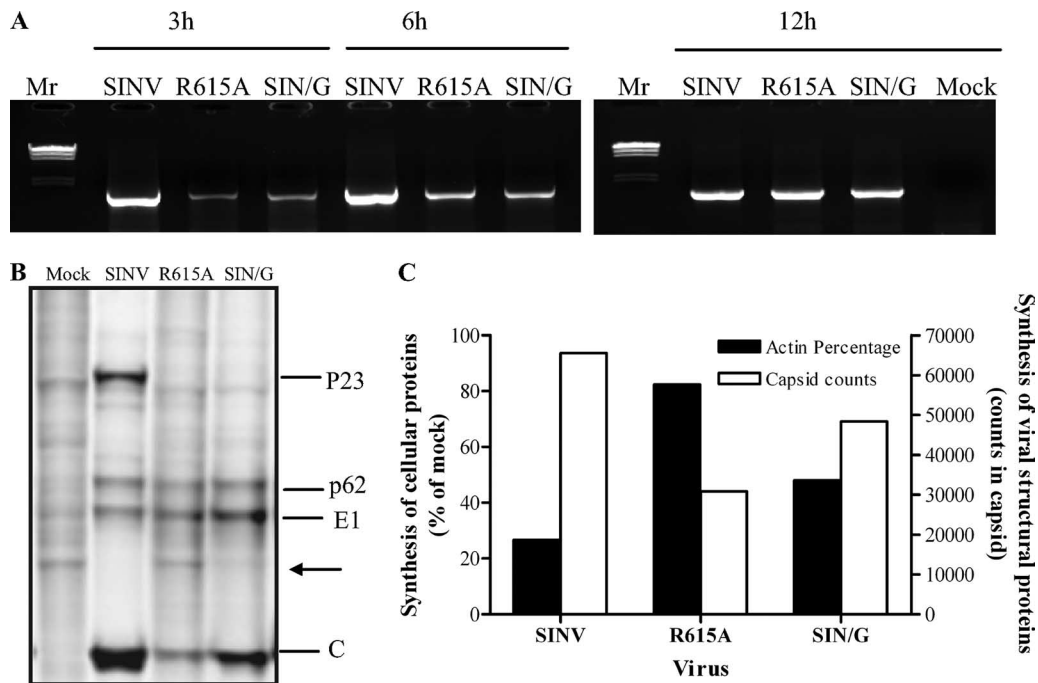 A
3h
6h
12h
Mr
SINV
R615A
SIN/G
SINV
R615A
SIN/G
Mr
SINV
R615A
SIN/G
Mock
B
Mock
SINV
R615A
SIN/G
P23
p62
E1
C
C
Synthesis of cellular proteins
(% of mock)
100
80
60
40
20
0
Actin Percentage
Capsid counts
70000
60000
50000
40000
30000
20000
10000
0
Synthesis of viral structural proteins
(counts in capsid)
SINV
R615A
SIN/G
Virus